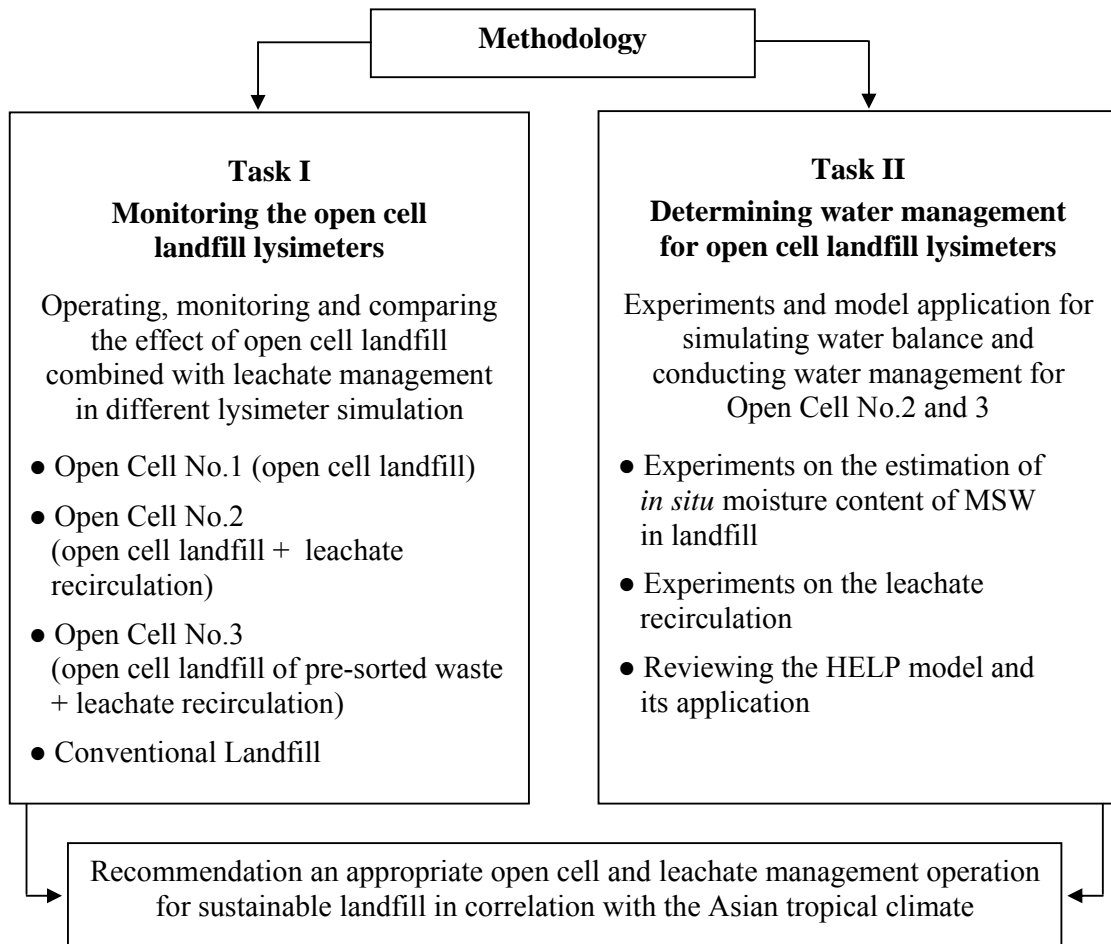 Methodology
Task I
Monitoring the open cell
landfill lysimeters
Operating, monitoring and comparing
the effect of open cell landfill
combined with leachate management
in different lysimeter simulation
● Open Cell No.1 (open cell landfill)
● Open Cell No.2
(open cell landfill + leachate
recirculation)
● Open Cell No.3
(open cell landfill of pre-sorted waste
+ leachate recirculation)
● Conventional Landfill
Task II
Determining water management
for open cell landfill lysimeters
Experiments and model application for
simulating water balance and
conducting water management for
Open Cell No.2 and 3
● Experiments on the estimation of
in situ moisture content of MSW
in landfill
● Experiments on the leachate
recirculation
● Reviewing the HELP model and
its application
Recommendation an appropriate open cell and leachate management operation
for sustainable landfill in correlation with the Asian tropical climate